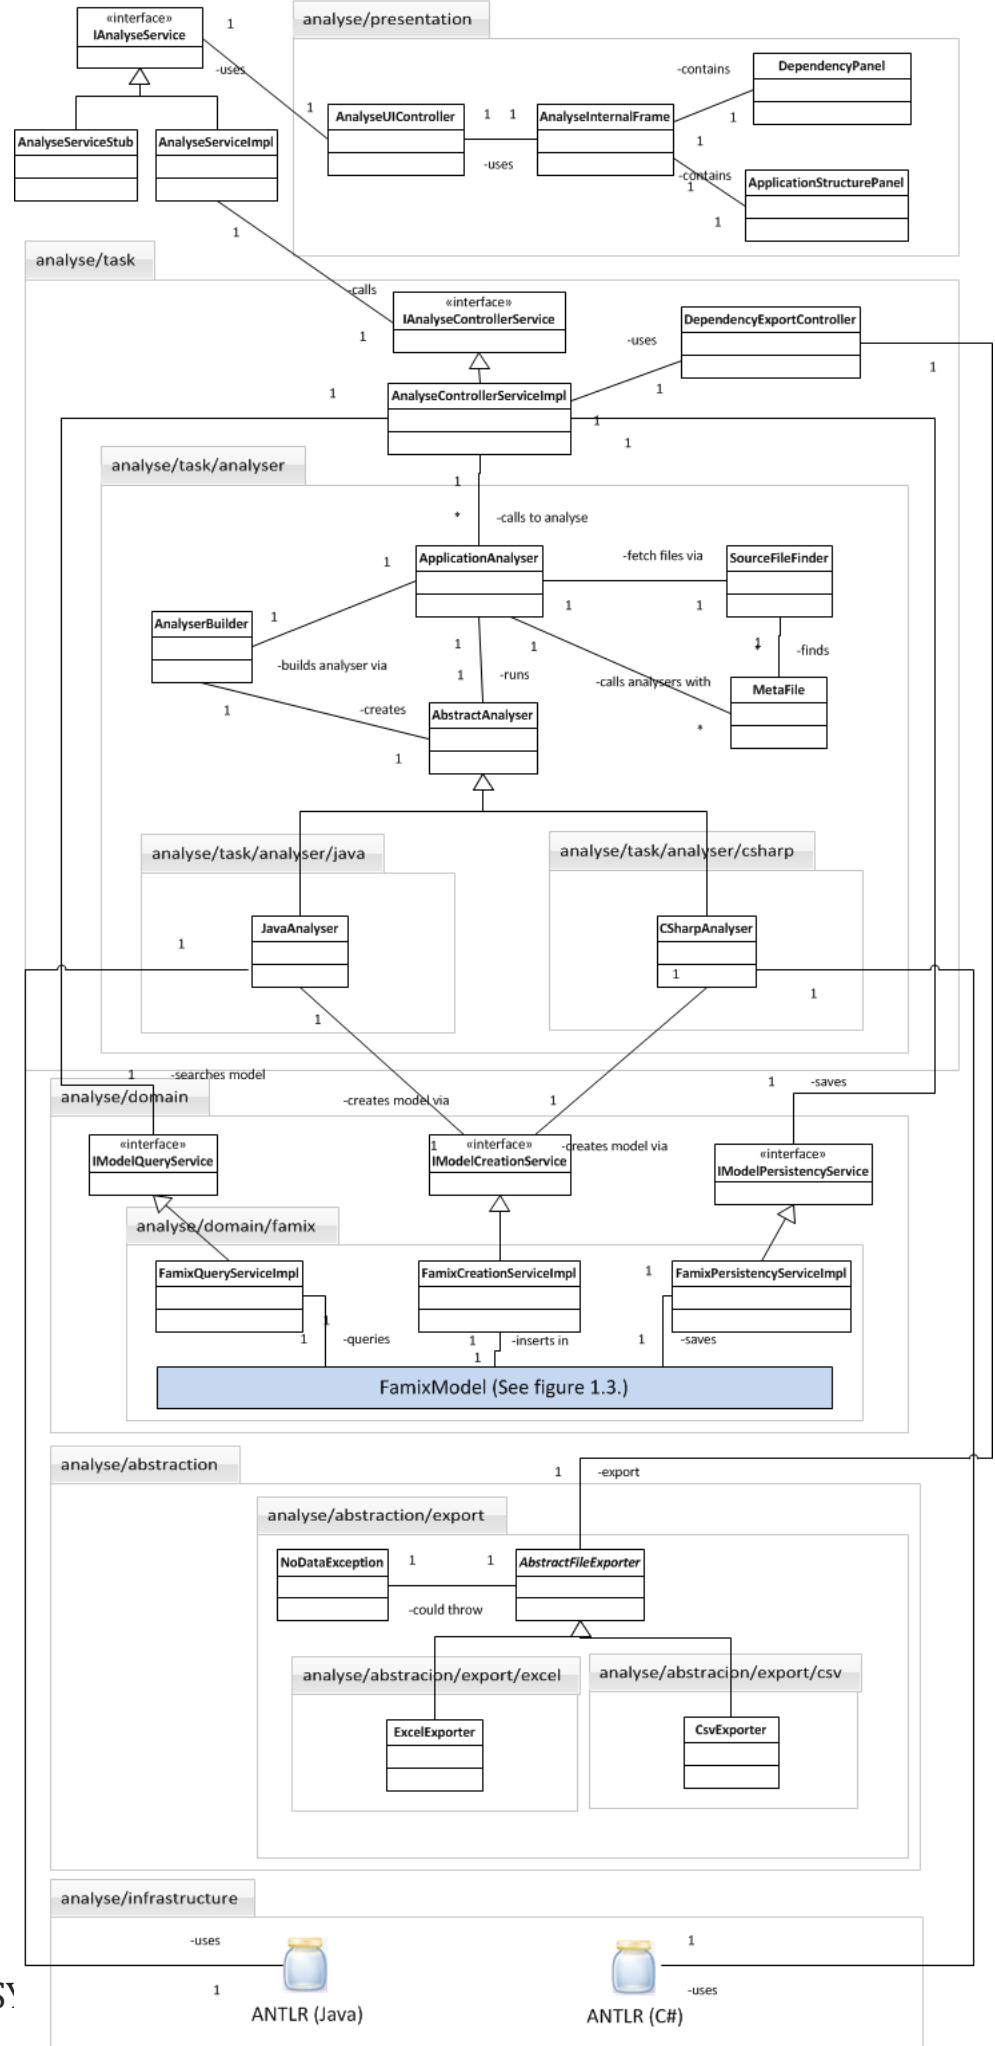 «interface»
IAnalyseService
1
-uses
1
analyse/presentation
AnalyseServiceStub
AnalyseServiceImpl
AnalyseUIController
1
1
-uses
AnalyseInternalFrame
-contains
1
1
DependencyPanel
-contains
1
1
ApplicationStructurePanel
1
-calls
1
analyse/task
«interface»
IAnalyseControllerService
DependencyExportController
-uses
1
1
1
AnalyseControllerServiceImpl
1
1
analyse/task/analyser
1
*
-calls to analyse
ApplicationAnalyser
-fetch files via
1
1
SourceFileFinder
1
1
AnalyserBuilder
-builds analyser via
1
1
-runs
1
-calls analysers with
*
1
*
-finds
MetaFile
1
-creates
1
AbstractAnalyser
analyse/task/analyser/java
analyse/task/analyser/csharp
JavaAnalyser
1
1
CSharpAnalyser
1
1
1
-searches model
analyse/domain
-creates model via
1
1
-creates model via
1
-saves
«interface»
IModelQueryService
«interface»
IModelCreationService
«interface»
IModelPersistencyService
analyse/domain/famix
FamixQueryServiceImpl
FamixCreationServiceImpl
1
FamixPersistencyServiceImpl
1
1
-queries
1
1
-inserts in
1
-saves
FamixModel (See figure 1.3.)
analyse/abstraction
1
-export
analyse/abstraction/export
NoDataException
1
1
-could throw
AbstractFileExporter
analyse/abstracion/export/excel
analyse/abstracion/export/csv
ExcelExporter
CsvExporter
analyse/infrastructure
-uses
1
1
-uses
ANTLR (Java)
ANTLR (C#)